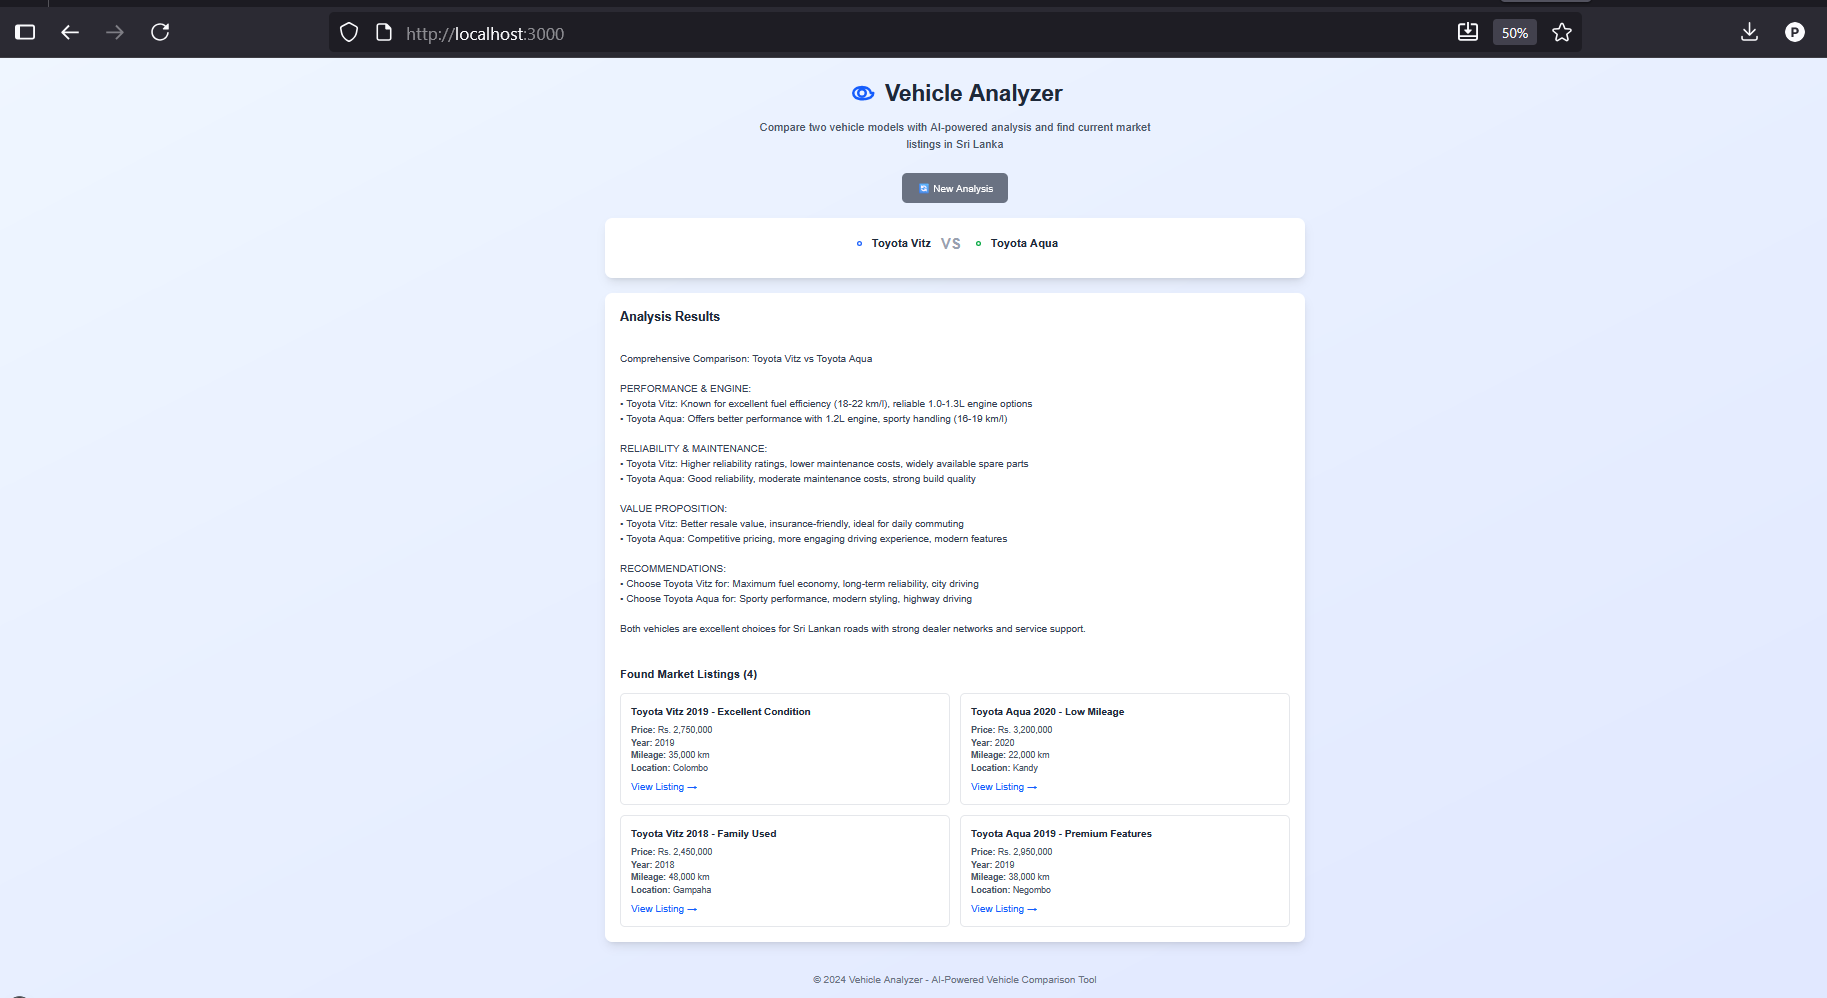 http://localhost:3000
50%
P
Vehicle Analyzer
Compare two vehicle models with AI-powered analysis and find current market
listings in Sri Lanka
New Analysis
Toyota Vitz VS Toyota Aqua
Analysis Results
Comprehensive Comparison: Toyota Vitz vs Toyota Aqua
PERFORMANCE & ENGINE:
• Toyota Vitz: Known for excellent fuel efficiency (18-22 km/l), reliable 1.0-1.3L engine options
• Toyota Aqua: Offers better performance with 1.2L engine, sporty handling (16-19 km/l)
RELIABILITY & MAINTENANCE:
• Toyota Vitz: Higher reliability ratings, lower maintenance costs, widely available spare parts
• Toyota Aqua: Good reliability, moderate maintenance costs, strong build quality
VALUE PROPOSITION:
• Toyota Vitz: Better resale value, insurance-friendly, ideal for daily commuting
• Toyota Aqua: Competitive pricing, more engaging driving experience, modern features
RECOMMENDATIONS:
• Choose Toyota Vitz for: Maximum fuel economy, long-term reliability, city driving
• Choose Toyota Aqua for: Sporty performance, modern styling, highway driving
Both vehicles are excellent choices for Sri Lankan roads with strong dealer networks and service support.
Found Market Listings (4)
Toyota Vitz 2019 - Excellent Condition
Price: Rs. 2,750,000
Year: 2019
Mileage: 35,000 km
Location: Colombo
View Listing →
Toyota Aqua 2020 - Low Mileage
Price: Rs. 3,200,000
Year: 2020
Mileage: 22,000 km
Location: Kandy
View Listing →
Toyota Vitz 2018 - Family Used
Price: Rs. 2,450,000
Year: 2018
Mileage: 48,000 km
Location: Gampaha
View Listing →
Toyota Aqua 2019 - Premium Features
Price: Rs. 2,950,000
Year: 2019
Mileage: 38,000 km
Location: Negombo
View Listing →
© 2024 Vehicle Analyzer - AI-Powered Vehicle Comparison Tool